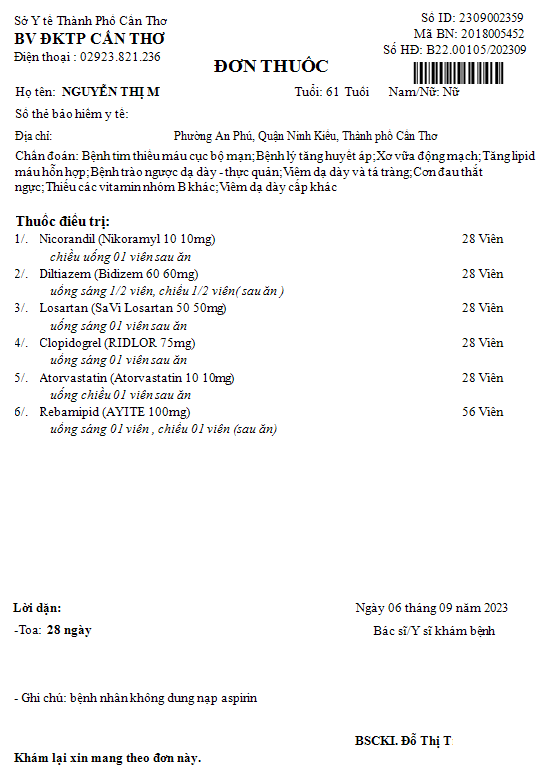 Sở Y tế Thành Phố Cần Thơ
BV ĐKTP CẦN THƠ
Điện thoại : 02923.821.236
Số ID: 2309002359
Mã BN: 2018005452
Số HĐ: B22.00105/202309
ĐƠN THUỐC
Họ tên: NGUYỄN THỊ M Tuổi: 61 Tuổi Nam/Nữ: Nữ
Số thẻ bảo hiểm y tế:
Địa chỉ: Phường An Phú, Quận Ninh Kiều, Thành phố Cần Thơ
Chẩn đoán: Bệnh tim thiếu máu cục bộ mạn;Bệnh lý tăng huyết áp;Xơ vữa động mạch;Tăng lipid
máu hỗn hợp;Bệnh trào ngược dạ dày - thực quản;Viêm dạ dày và tá tràng;Cơn đau thắt
ngực;Thiếu các vitamin nhóm B khác;Viêm dạ dày cấp khác
Thuốc điều trị:
1/. Nicorandil (Nikoramyl 10 10mg) 28 Viên
chiều uống 01 viên sau ăn
2/. Diltiazem (Bidizem 60 60mg) 28 Viên
uống sáng 1/2 viên, chiều 1/2 viên( sau ăn )
3/. Losartan (SaVi Losartan 50 50mg) 28 Viên
uống sáng 01 viên sau ăn
4/. Clopidogrel (RIDLOR 75mg) 28 Viên
uống sáng 01 viên sau ăn
5/. Atorvastatin (Atorvastatin 10 10mg) 28 Viên
uống chiều 01 viên sau ăn
6/. Rebamipid (AYITE 100mg) 56 Viên
uống sáng 01 viên , chiều 01 viên (sau ăn)
Lời dặn:
Ngày 06 tháng 09 năm 2023
-Toa: 28 ngày
Bác sĩ/Y sĩ khám bệnh
- Ghi chú: bệnh nhân không dung nạp aspirin
BSCKI. Đỗ Thị T
Khám lại xin mang theo đơn này.